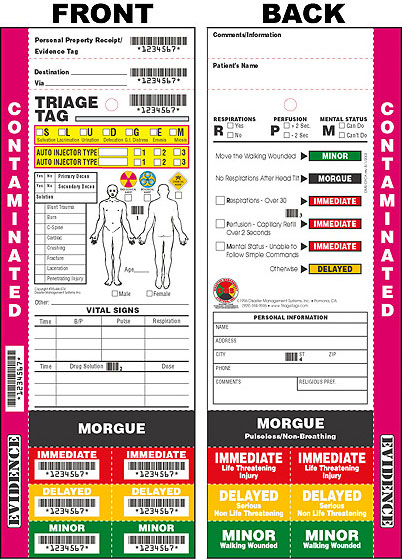 FRONT
Personal Property Receipt/
Evidence Tag
*1234567*
Destination
Via
*1234567*
TRIAGE
TAG
*1234567*
S L U D G E M
Salivation Lacrimation Urination Defecation G.I. Distress Emesis Miosis
AUTO INJECTOR TYPE 1 2 3
AUTO INJECTOR TYPE 1 2 3
Yes No Primary Decon
Yes No Secondary Decon
Solution
Blunt Trauma
Burn
C-Spine
Cardiac
Crushing
Fracture
Laceration
Penetrating Injury
Age
Male Female
Other:
VITAL SIGNS
Time B/P Pulse Respiration
Time Drug Solution Dose
MORGUE
IMMEDIATE IMMEDIATE
*1234567* *1234567*
DELAYED DELAYED
*1234567* *1234567*
MINOR MINOR
*1234567* *1234567*
CONTAMINATED
*1234567*
EVIDENCE
BACK
Comments/Information
Patient's Name
RESPIRATIONS PERFUSION MENTAL STATUS
R Yes No
P + 2 Sec. - 2 Sec.
M Can Do Can't Do
Move the Walking Wounded MINOR
No Respirations After Head Tilt MORGUE
Respirations - Over 30 IMMEDIATE
Perfusion - Capillary Refill
Over 2 Seconds IMMEDIATE
Mental Status - Unable to
Follow Simple Commands IMMEDIATE
Otherwise DELAYED
Disaster Management Systems, Inc. • Pomona, CA
PERSONAL INFORMATION
NAME
ADDRESS
CITY ST ZIP
PHONE
COMMENTS RELIGIOUS PREF.
MORGUE
Pulseless/Non-Breathing
IMMEDIATE IMMEDIATE
Life Threatening Life Threatening
Injury Injury
DELAYED DELAYED
Serious Serious
Non Life Threatening Non Life Threatening
MINOR MINOR
Walking Wounded Walking Wounded
CONTAMINATED
EVIDENCE